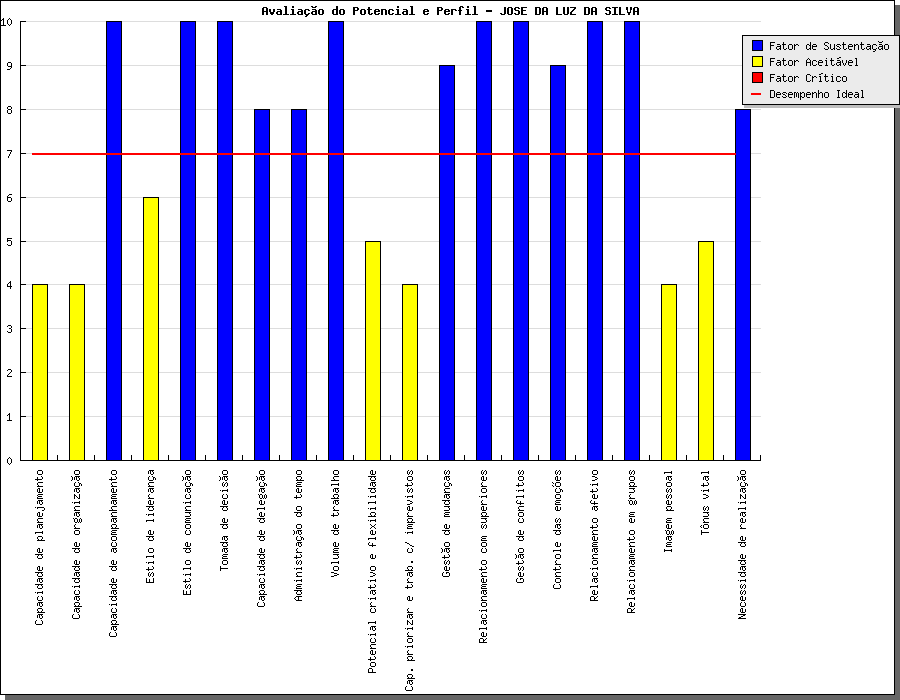 Avaliação do Potencial e Perfil - JOSE DA LUZ DA SILVA
Fator de Sustentação
Fator Aceitável
Fator Crítico
Desempenho Ideal
10
9
8
7
6
5
4
3
2
1
0
Capacidade de planejamento
Capacidade de organização
Capacidade de acompanhamento
Estilo de liderança
Estilo de comunicação
Tomada de decisão
Capacidade de delegação
Administração do tempo
Volume de trabalho
Potencial criativo e flexibilidade
Cap. priorizar e trab. c/ imprevistos
Gestão de mudanças
Relacionamento com superiores
Gestão de conflitos
Controle das emoções
Relacionamento afetivo
Relacionamento em grupos
Imagem pessoal
Tônus vital
Necessidade de realização